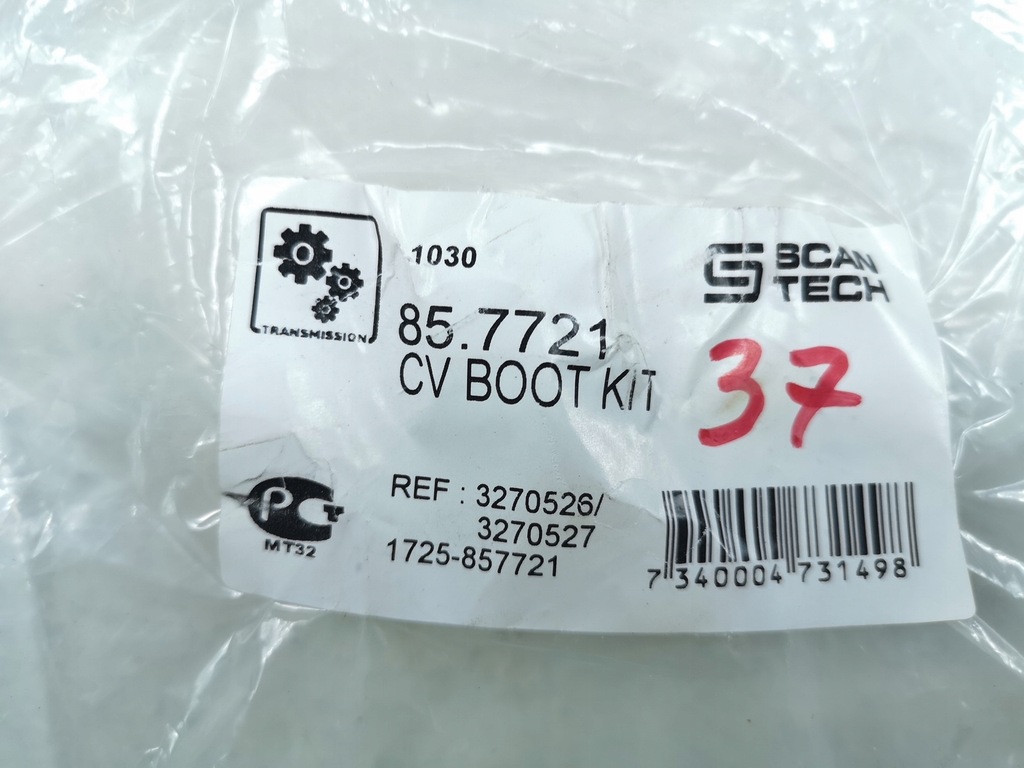 TRANSMISSION
1030
SCAN
TECH
85.7721
CV BOOT KIT
37
РСТ
MT32
REF : 3270526/
3270527
1725-857721
7 340004 731498